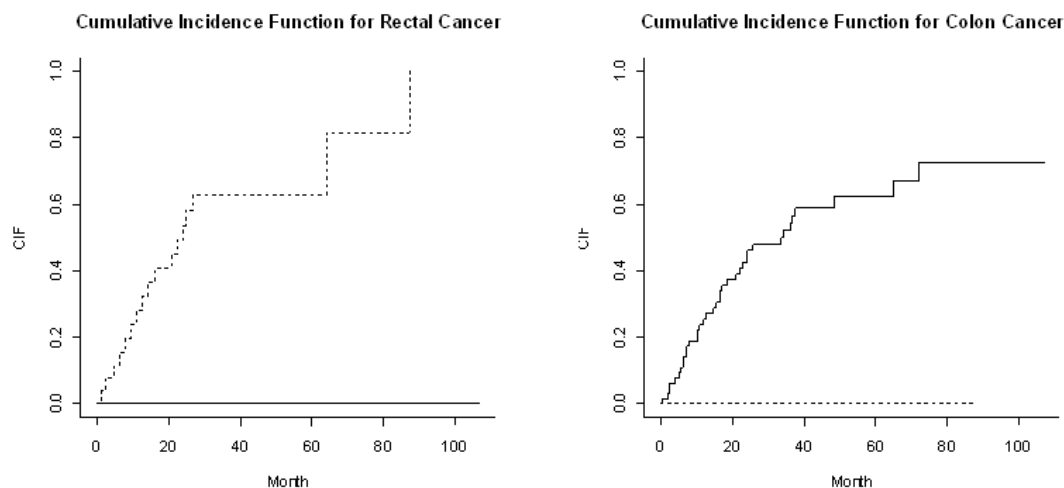 Cumulative Incidence Function for Rectal Cancer
CIF
1.0
0.8
0.6
0.4
0.2
0.0
0 20 40 60 80 100
Month
Cumulative Incidence Function for Colon Cancer
CIF
1.0
0.8
0.6
0.4
0.2
0.0
0 20 40 60 80 100
Month